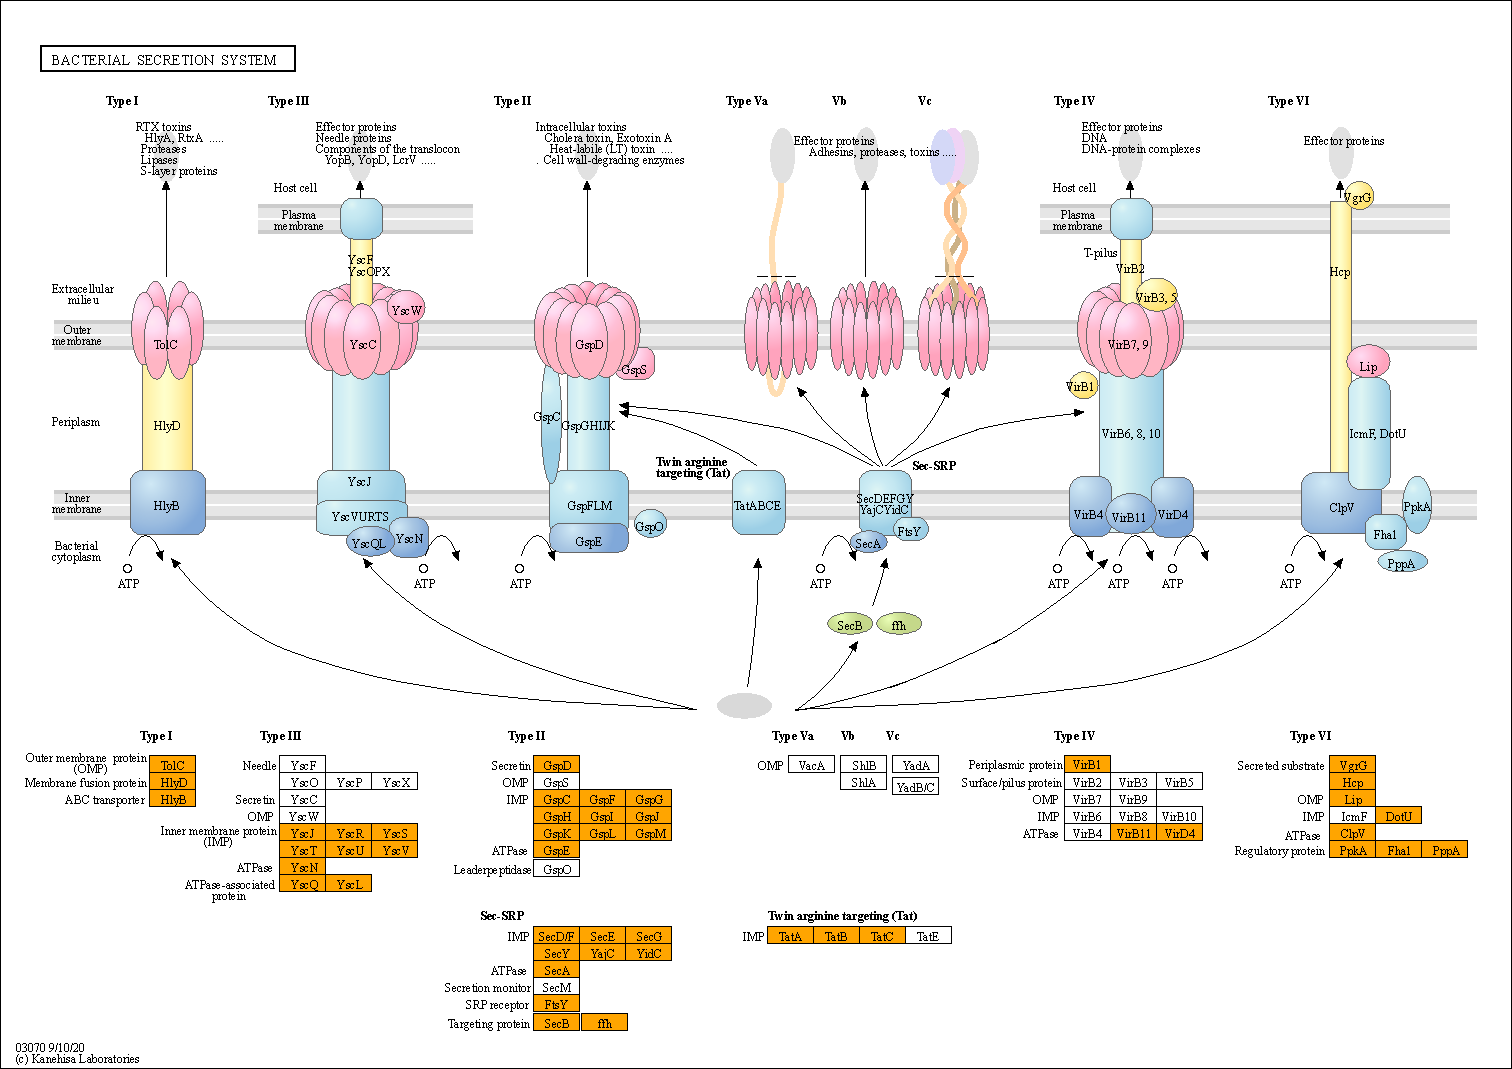 BACTERIAL SECRETION SYSTEM
Type I
Type III
Type II
Type Va
Vb
Vc
Type IV
Type VI
RTX toxins
HlyA, RtxA .....
Proteases
Lipases
S-layer proteins
Effector proteins
Needle proteins
Components of the translocon
YopB, YopD, LcrV .....
Intracellular toxins
Cholera toxin, Exotoxin A
Heat-labile (LT) toxin ....
. Cell wall-degrading enzymes
Effector proteins
Adhesins, proteases, toxins .....
Effector proteins
DNA
DNA-protein complexes
Effector proteins
Host cell
Plasma
membrane
Host cell
Plasma
membrane
VgrG
YscF
YscOPX
T-pilus
VirB2
Hcp
Extracellular
milieu
YscW
VirB3, 5
Outer
membrane
TolC
YscC
GspD
GspS
VirB7, 9
Lip
VirB1
Periplasm
HlyD
GspC
GspGHIJK
VirB6, 8, 10
IcmF, DotU
Twin arginine
targeting (Tat)
Sec-SRP
Inner
membrane
HlyB
YscJ
YscVURTS
GspFLM
GspO
TatABCE
SecDEFGY
YajCYidC
VirB4
VirB11
VirD4
ClpV
PpkA
Bacterial
cytoplasm
YscQL
YscN
GspE
SecA
FtsY
Fha1
PppA
ATP
ATP
ATP
ATP
ATP
ATP
ATP
ATP
SecB
ffh
Type I
Outer membrane protein
(OMP)
TolC
Membrane fusion protein HlyD
ABC transporter HlyB
Type III
Needle YscF
YscO YscP YscX
Secretin YscC
OMP YscW
Inner membrane protein
(IMP)
YscJ YscR YscS
YscT YscU YscV
ATPase YscN
ATPase-associated
protein
YscQ YscL
Type II
Secretin GspD
OMP GspS
IMP GspC GspF GspG
GspH GspI GspJ
GspK GspL GspM
ATPase GspE
Leaderpeptidase GspO
Type Va Vb Vc
OMP VacA ShlB YadA
ShlA YadB/C
Type IV
Periplasmic protein VirB1
Surface/pilus protein VirB2 VirB3 VirB5
OMP VirB7 VirB9
IMP VirB6 VirB8 VirB10
ATPase VirB4 VirB11 VirD4
Type VI
Secreted substrate VgrG
Hcp
OMP Lip
IMP IcmF DotU
ATPase ClpV
Regulatory protein PpkA Fha1 PppA
Sec-SRP
IMP SecD/F SecE SecG
SecY YajC YidC
ATPase SecA
Secretion monitor SecM
SRP receptor FtsY
Targeting protein SecB ffh
Twin arginine targeting (Tat)
IMP TatA TatB TatC TatE
03070 9/10/20
(c) Kanehisa Laboratories